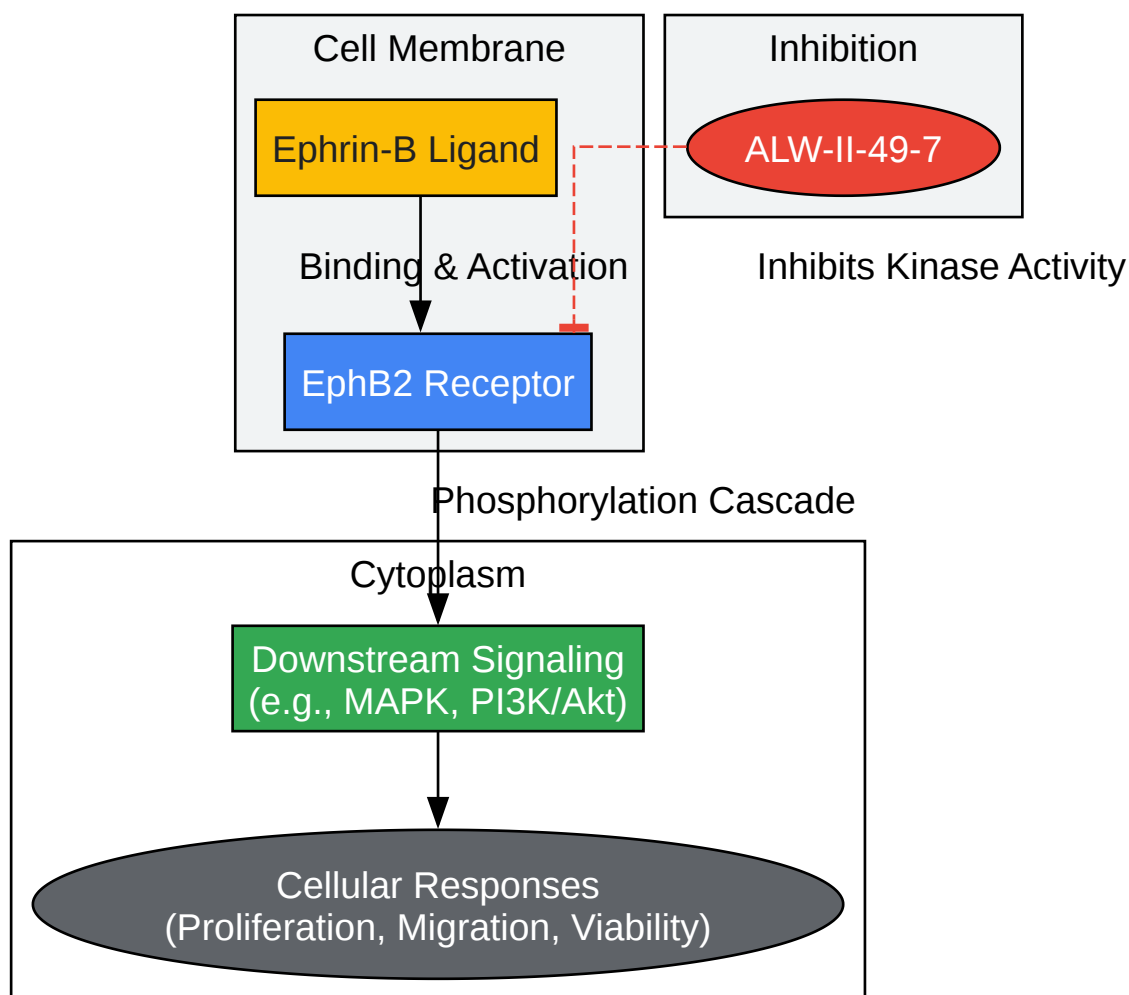 Cell Membrane
Inhibition
Ephrin-B Ligand
ALW-II-49-7
Binding & Activation
Inhibits Kinase Activity
EphB2 Receptor
Phosphorylation Cascade
Cytoplasm
Downstream Signaling
(e.g., MAPK, PI3K/Akt)
Cellular Responses
(Proliferation, Migration, Viability)